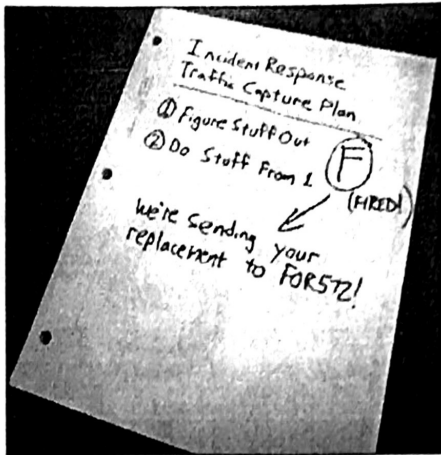 Incident Response
Traffic Capture Plan
① Figure Stuff Out
② Do Stuff From 1
F
(FIRED!)
We're sending your
replacement to FOR572!